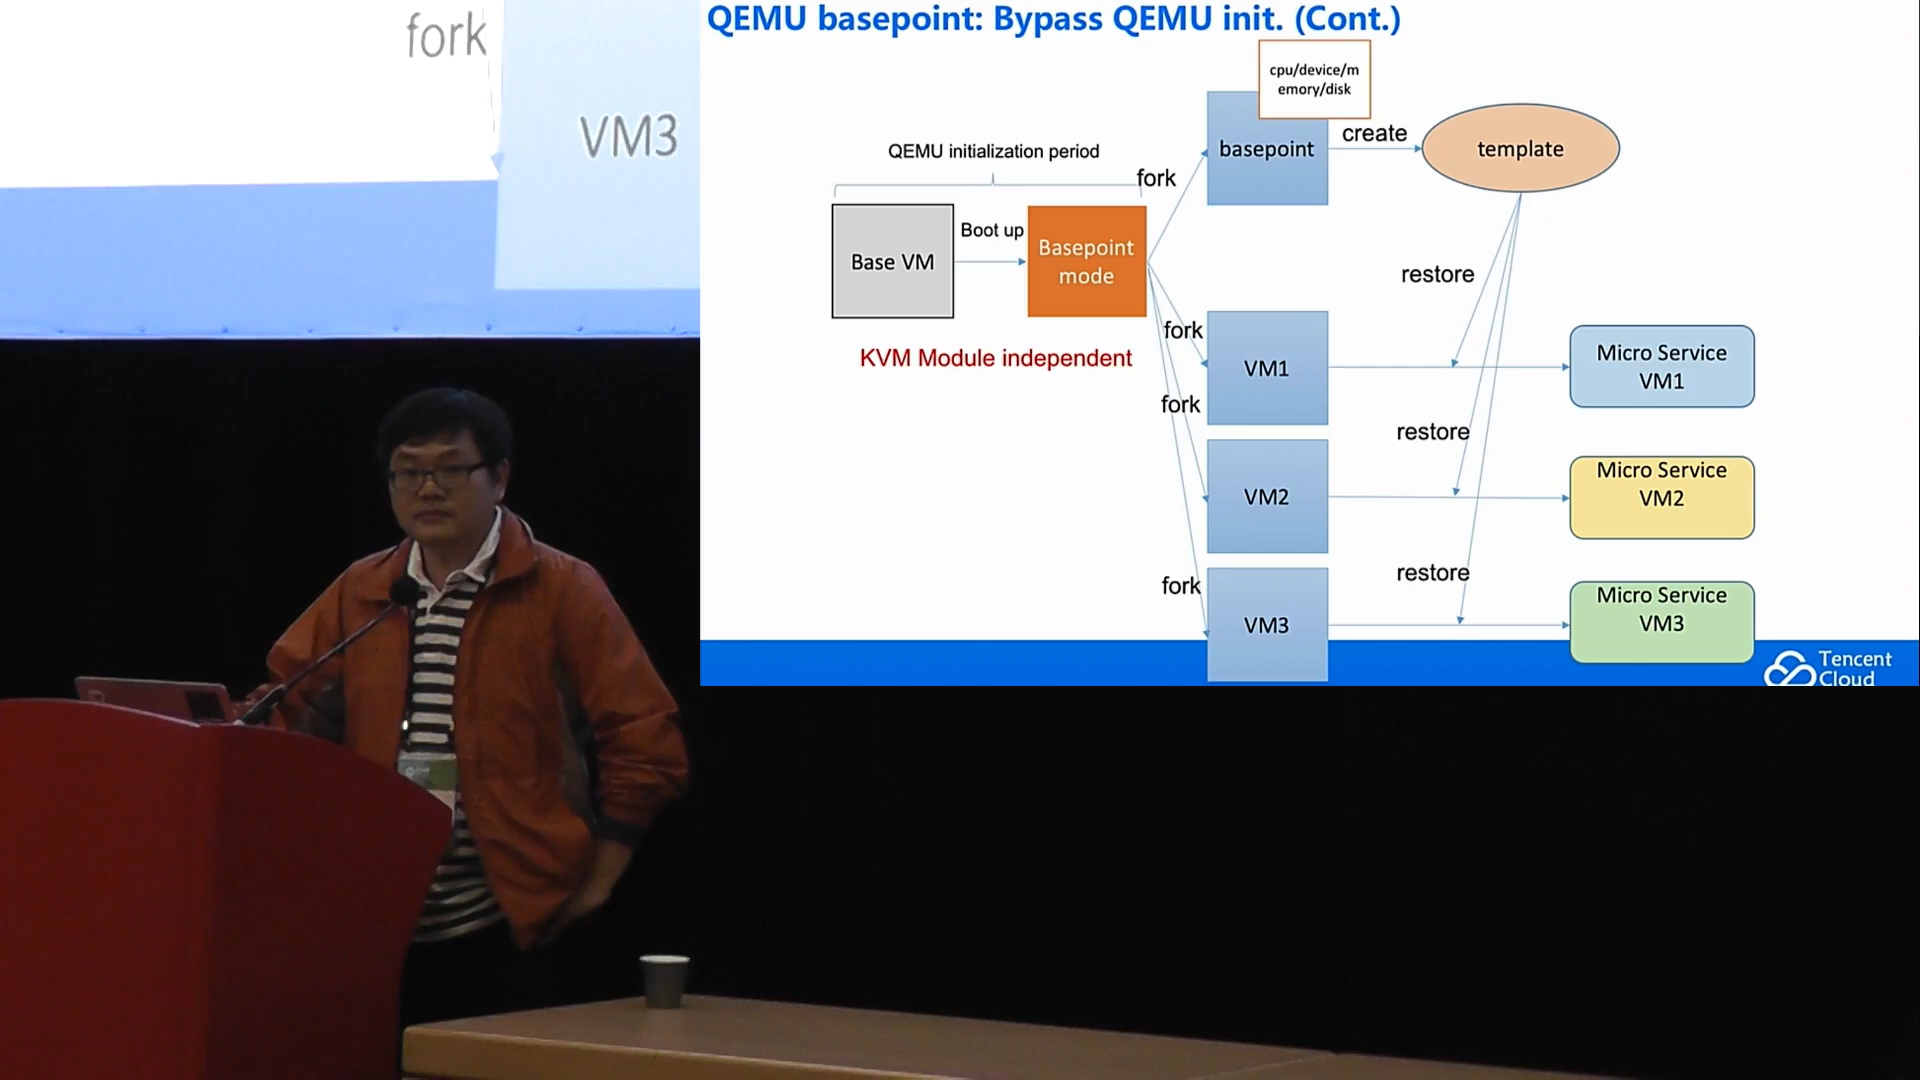 fork
VM3
QEMU basepoint: Bypass QEMU init. (Cont.)
cpu/device/m
emory/disk
basepoint
create
template
QEMU initialization period
fork
Base VM
Boot up
Basepoint
mode
KVM Module independent
restore
fork
VM1
Micro Service
VM1
fork
restore
VM2
Micro Service
VM2
fork
restore
VM3
Micro Service
VM3
Tencent
Cloud